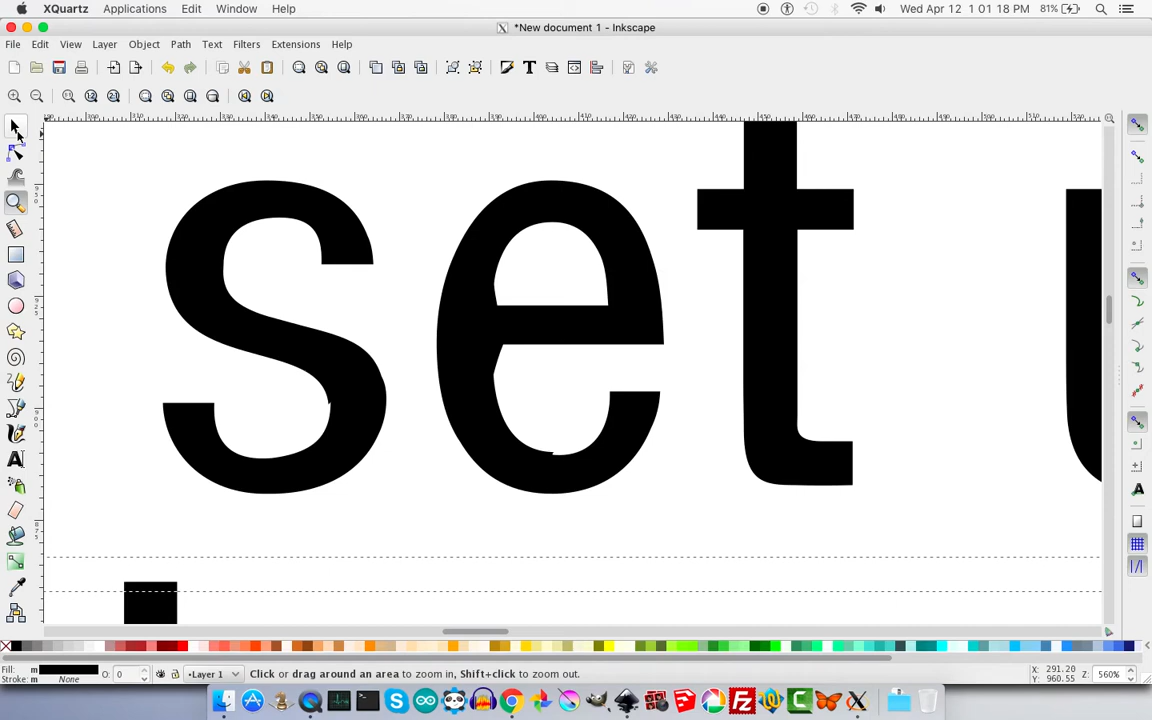 XQuartz Applications Edit Window Help Wed Apr 12 1 01 18 PM 81%
*New document 1 - Inkscape
File Edit View Layer Object Path Text Filters Extensions Help
set
Fill: m
Stroke: m None
O: 0
•Layer 1
Click or drag around an area to zoom in, Shift+click to zoom out.
X: 291.20
Y: 960.55
Z: 560%